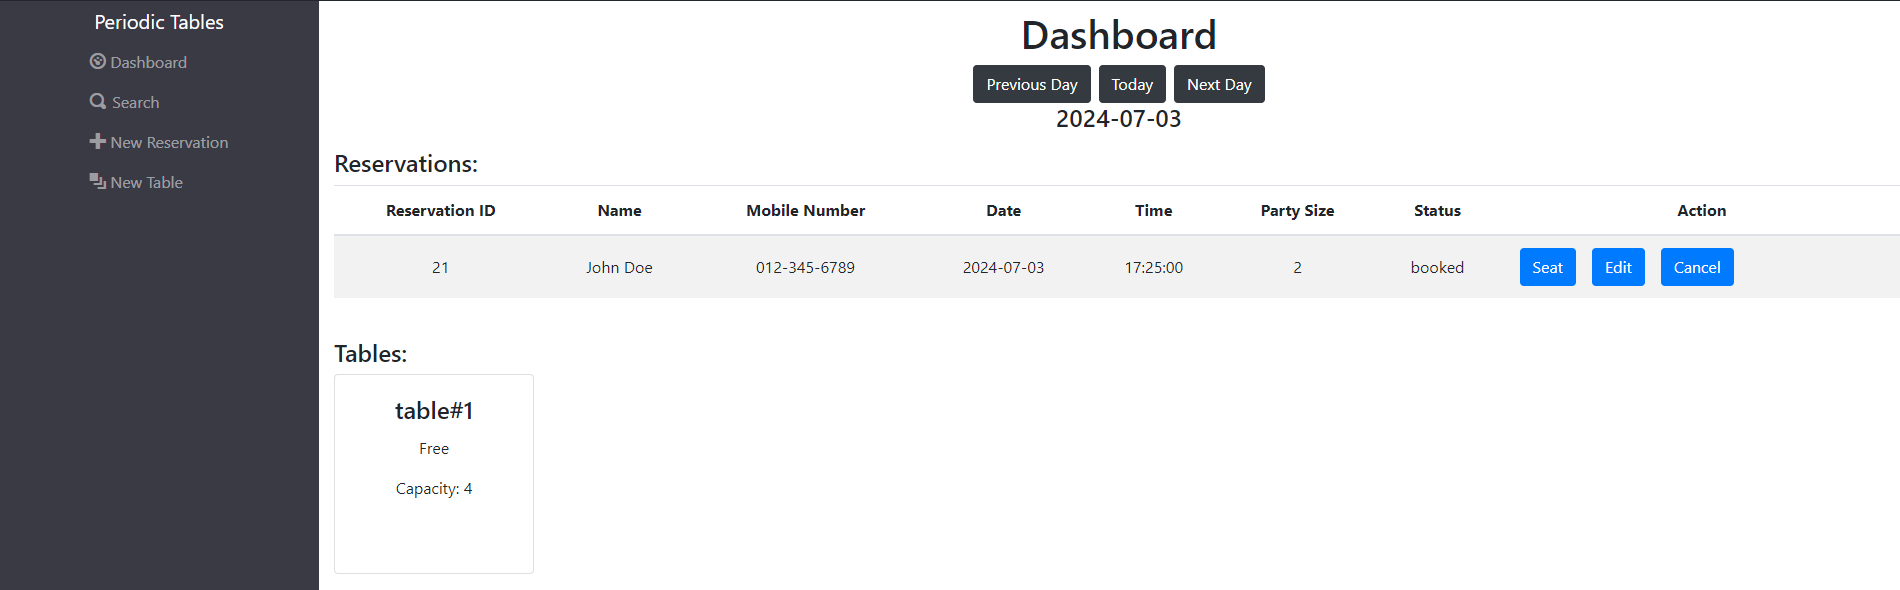 Periodic Tables
Dashboard
Search
New Reservation
New Table
Dashboard
Previous Day Today Next Day
2024-07-03
Reservations:
Reservation ID Name Mobile Number Date Time Party Size Status Action
21 John Doe 012-345-6789 2024-07-03 17:25:00 2 booked Seat Edit Cancel
Tables:
table#1
Free
Capacity: 4